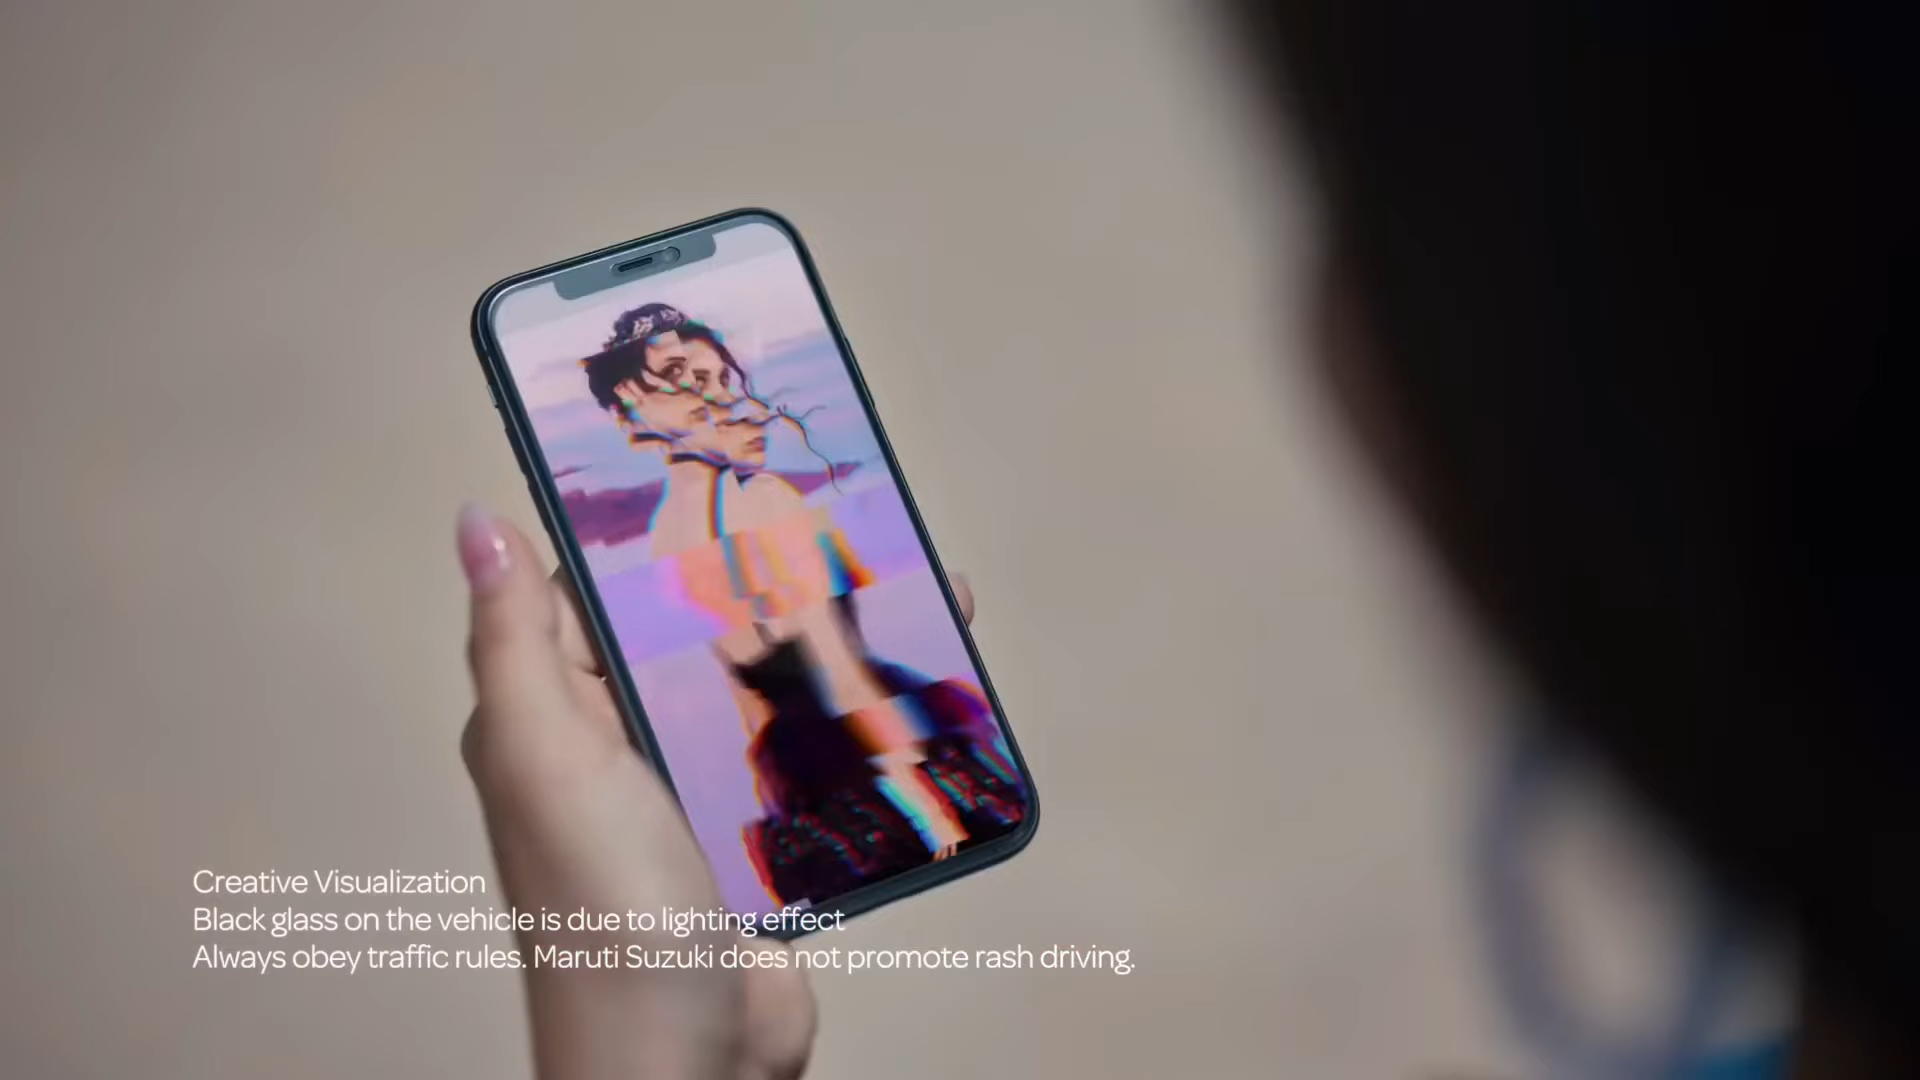 Creative Visualization
Black glass on the vehicle is due to lighting effect
Always obey traffic rules. Maruti Suzuki does not promote rash driving.